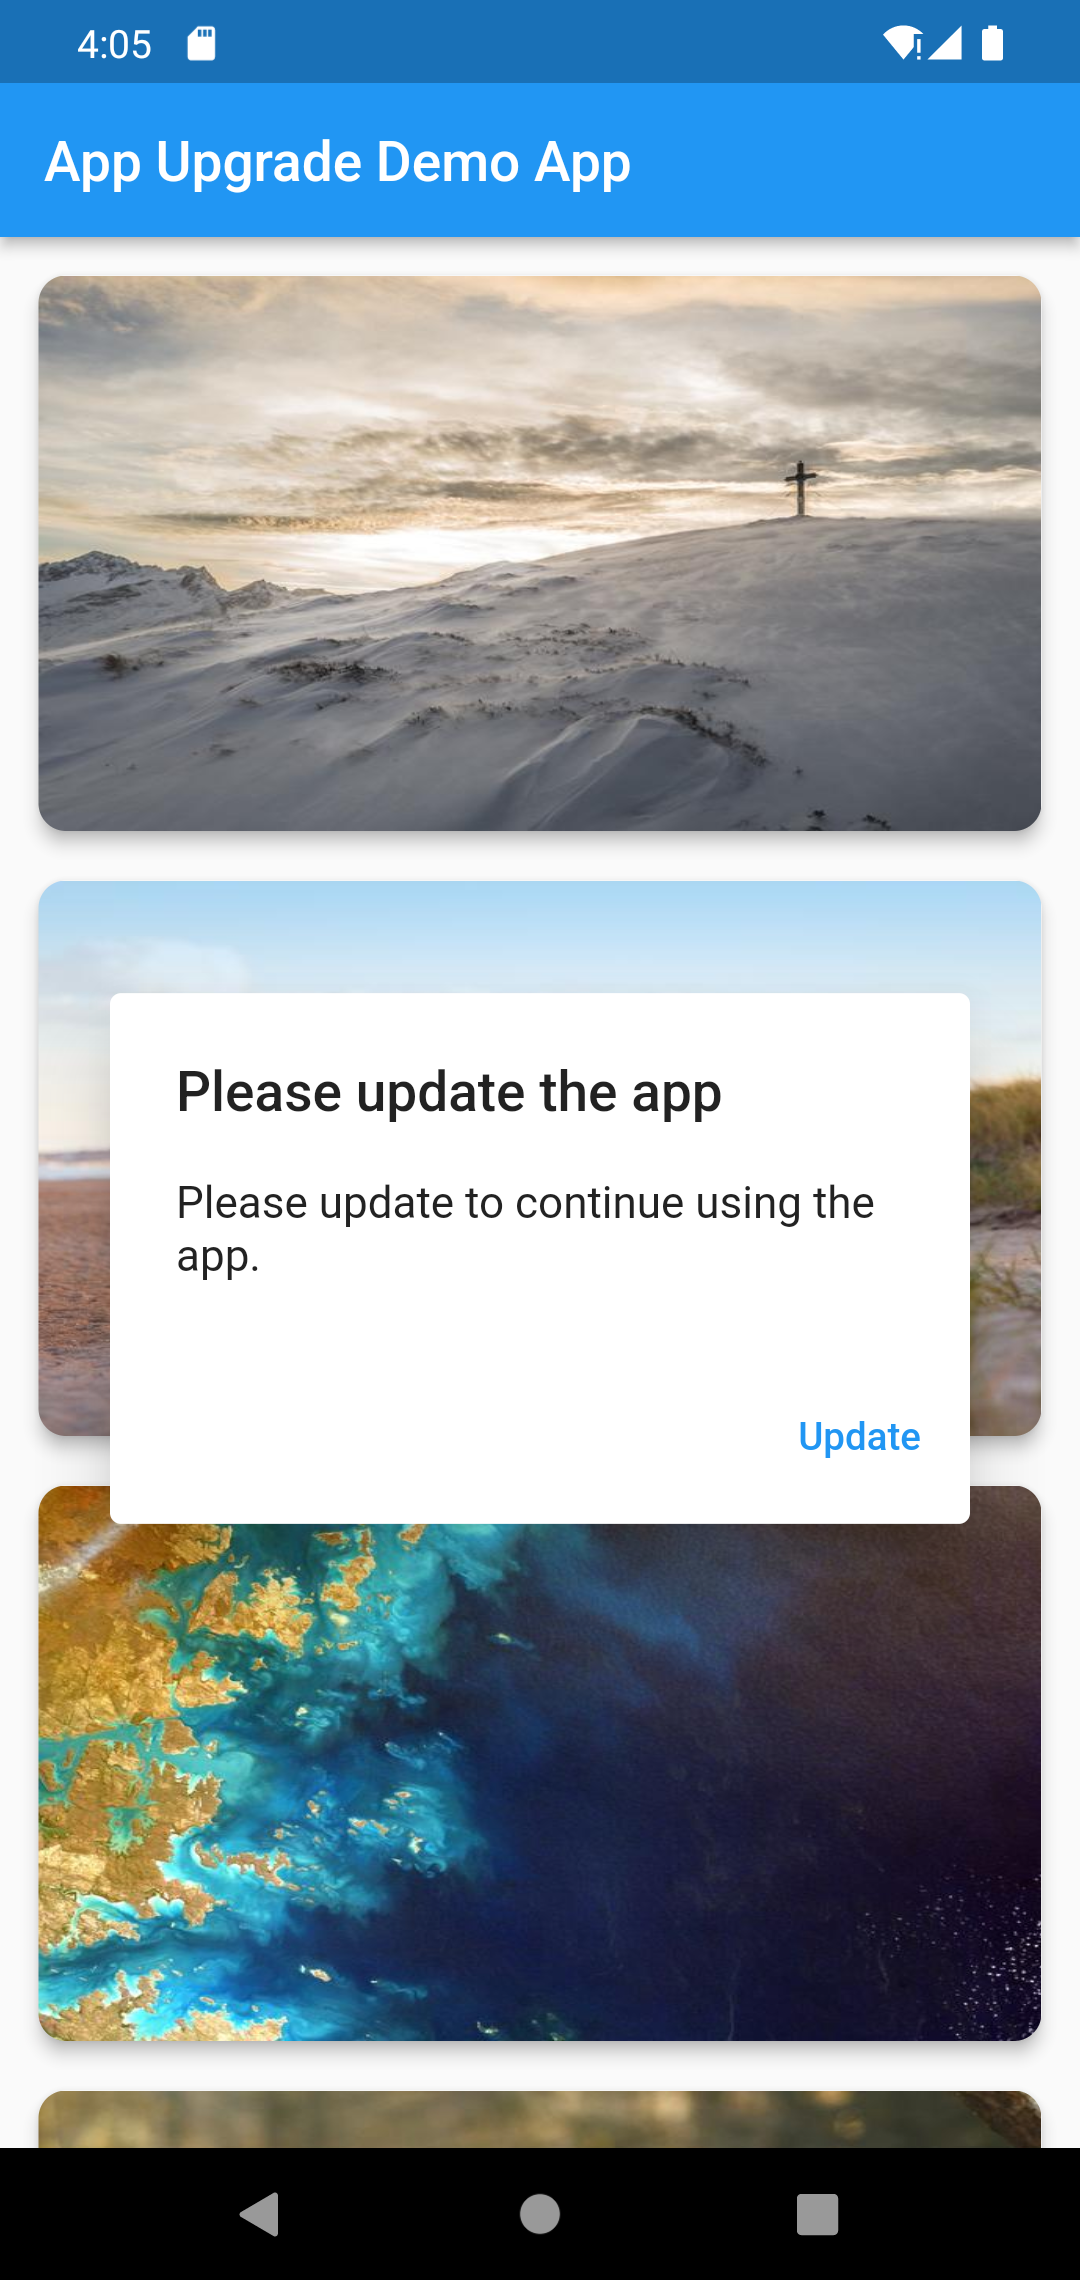 4:05
App Upgrade Demo App
Please update the app
Please update to continue using the
app.
Update